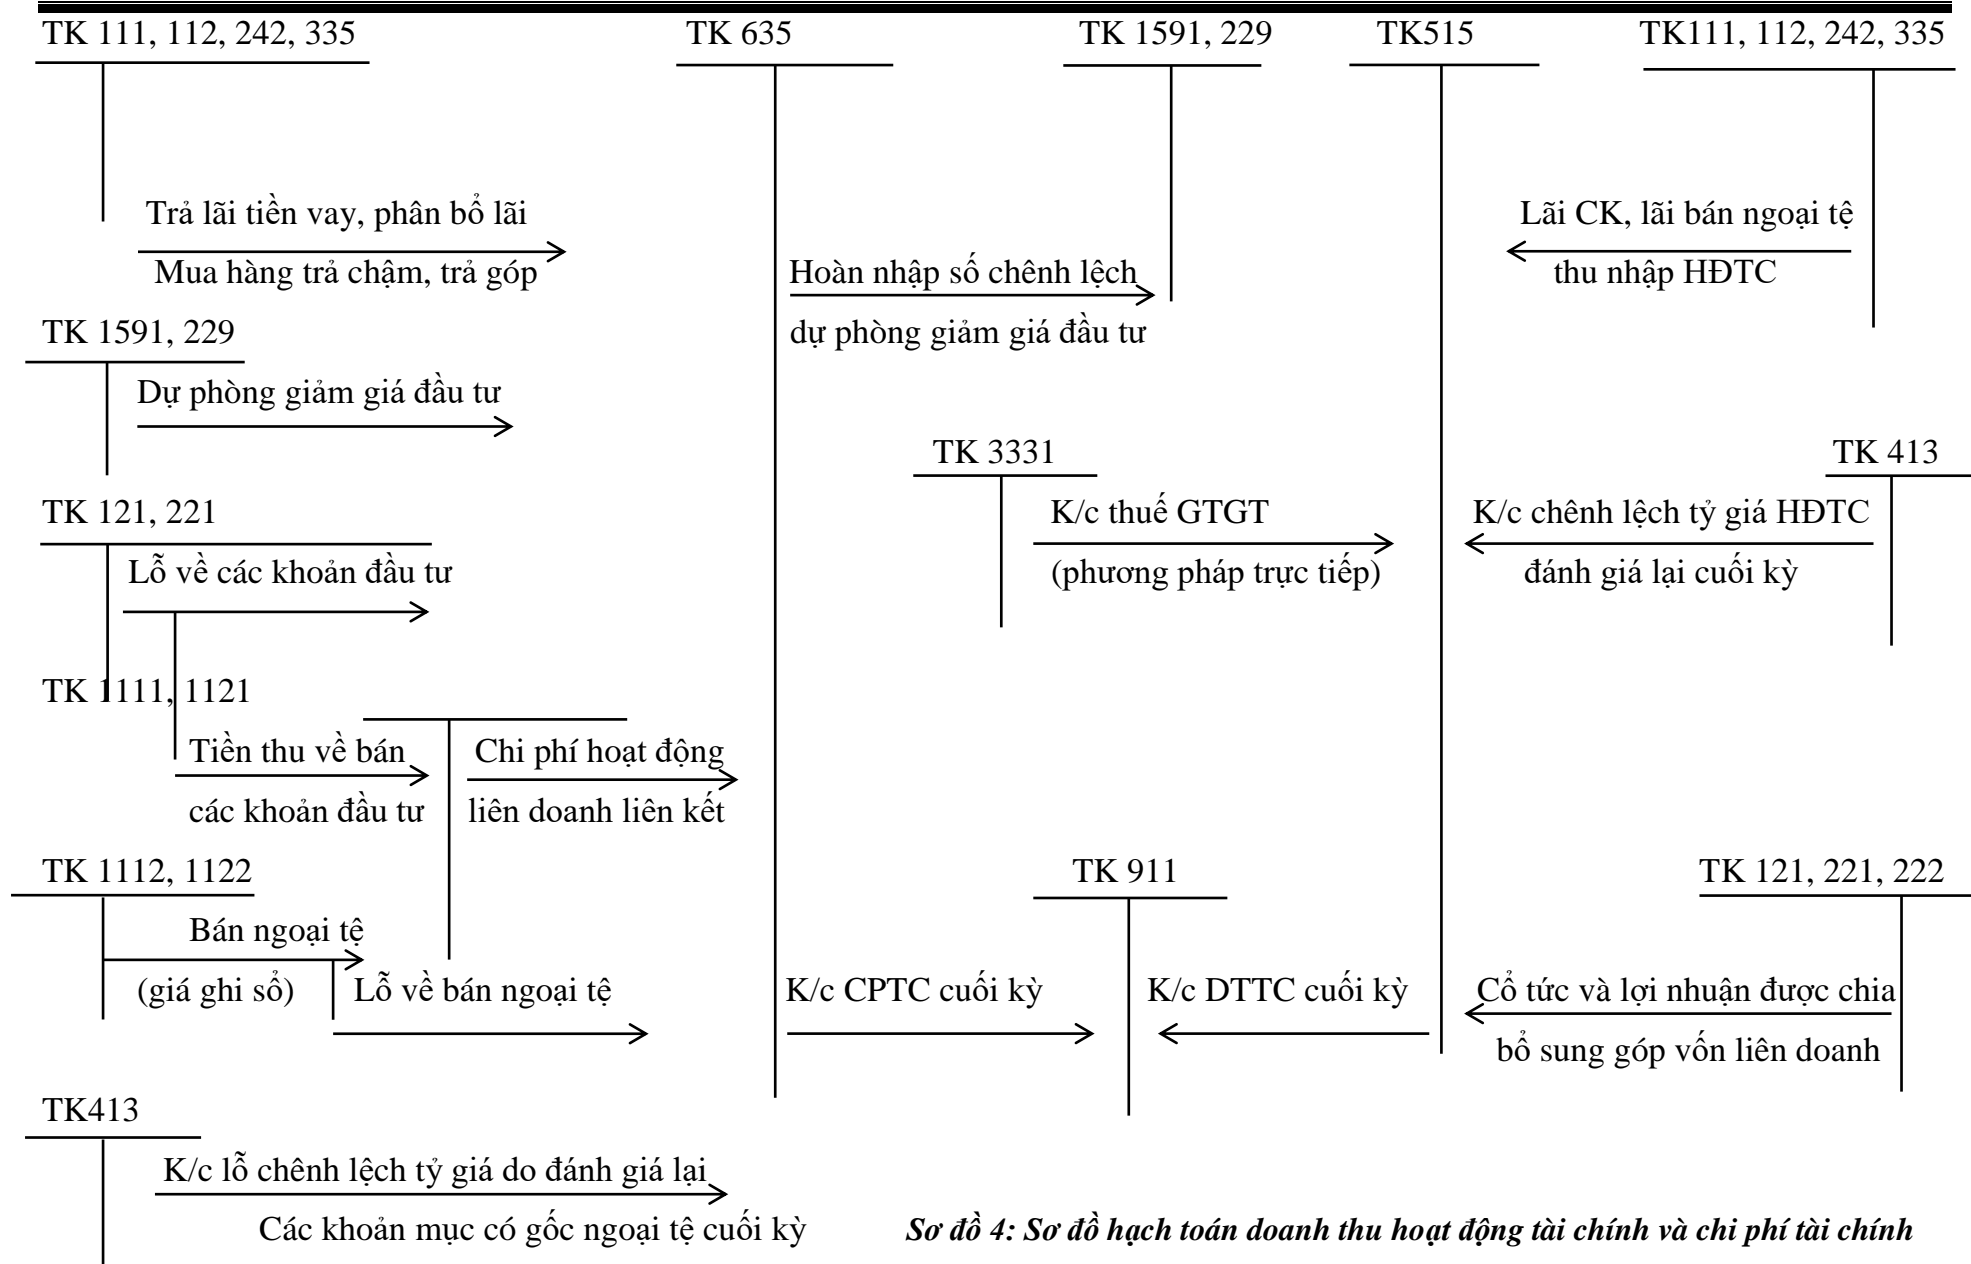 TK 111, 112, 242, 335 TK 635 TK 1591, 229 TK515 TK111, 112, 242, 335
Trả lãi tiền vay, phân bổ lãi Lãi CK, lãi bán ngoại tệ
Mua hàng trả chậm, trả góp Hoàn nhập số chênh lệch thu nhập HĐTC
TK 1591, 229 dự phòng giảm giá đầu tư
Dự phòng giảm giá đầu tư
TK 3331 TK 413
TK 121, 221 K/c thuế GTGT K/c chênh lệch tỷ giá HĐTC
Lỗ về các khoản đầu tư (phương pháp trực tiếp) đánh giá lại cuối kỳ
TK 1111, 1121
Tiền thu về bán Chi phí hoạt động
các khoản đầu tư liên doanh liên kết
TK 1112, 1122 TK 911 TK 121, 221, 222
Bán ngoại tệ
(giá ghi sổ) Lỗ về bán ngoại tệ K/c CPTC cuối kỳ K/c DTTC cuối kỳ Cổ tức và lợi nhuận được chia
bổ sung góp vốn liên doanh
TK413
K/c lỗ chênh lệch tỷ giá do đánh giá lại
Các khoản mục có gốc ngoại tệ cuối kỳ Sơ đồ 4: Sơ đồ hạch toán doanh thu hoạt động tài chính và chi phí tài chính